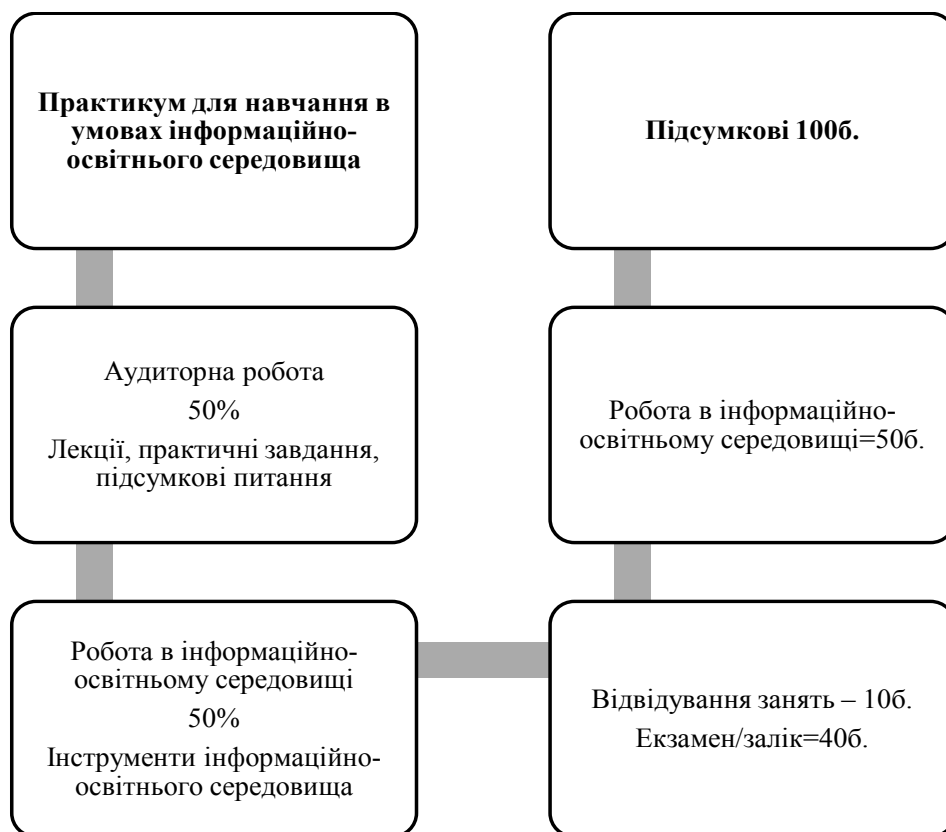 Практикум для навчання в
умовах інформаційно-
освітнього середовища
Аудиторна робота
50%
Лекції, практичні завдання,
підсумкові питання
Робота в інформаційно-
освітньому середовищі
50%
Інструменти інформаційно-
освітнього середовища
Відвідування занять – 10б.
Екзамен/залік=40б.
Робота в інформаційно-
освітньому середовищі=50б.
Підсумкові 100б.